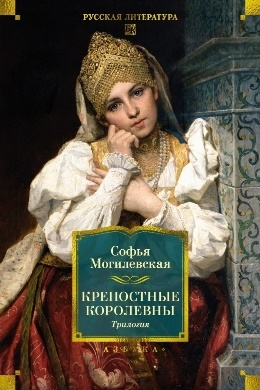 РУССКАЯ ЛИТЕРАТУРА
Софья
Могилевская
КРЕПОСТНЫЕ
КОРОЛЕВНЫ
Трилогия
АЗБУКА